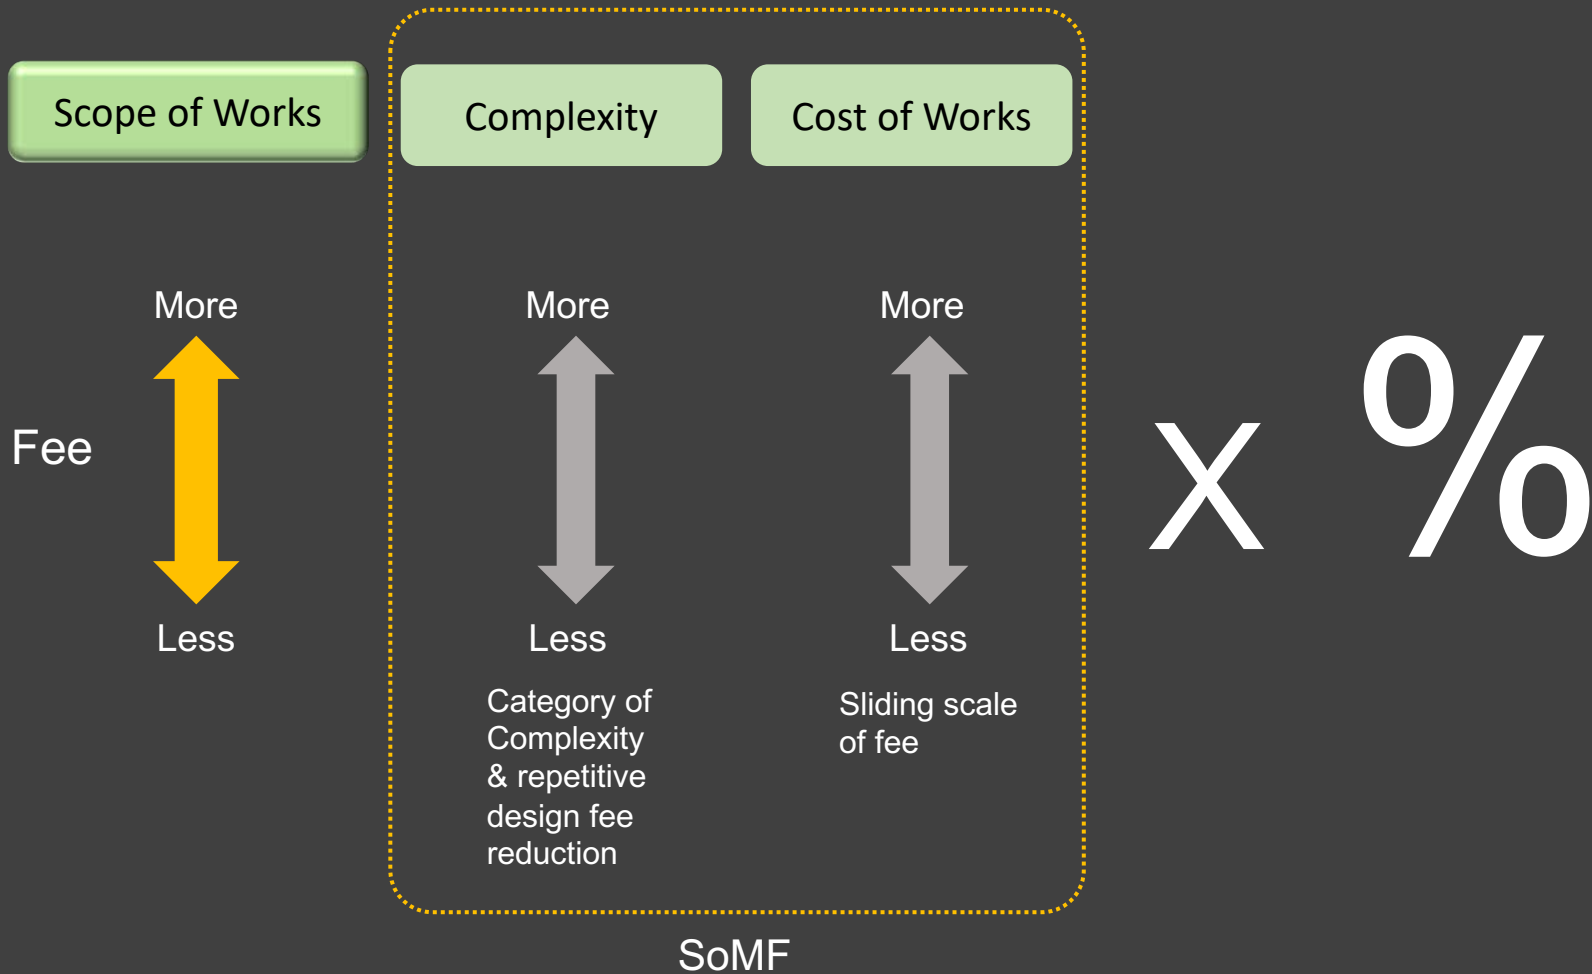 Scope of Works
Complexity
Cost of Works
More
More
More
Fee
x %
Less
Less
Less
Category of
Complexity
& repetitive
design fee
reduction
Sliding scale
of fee
SoMF